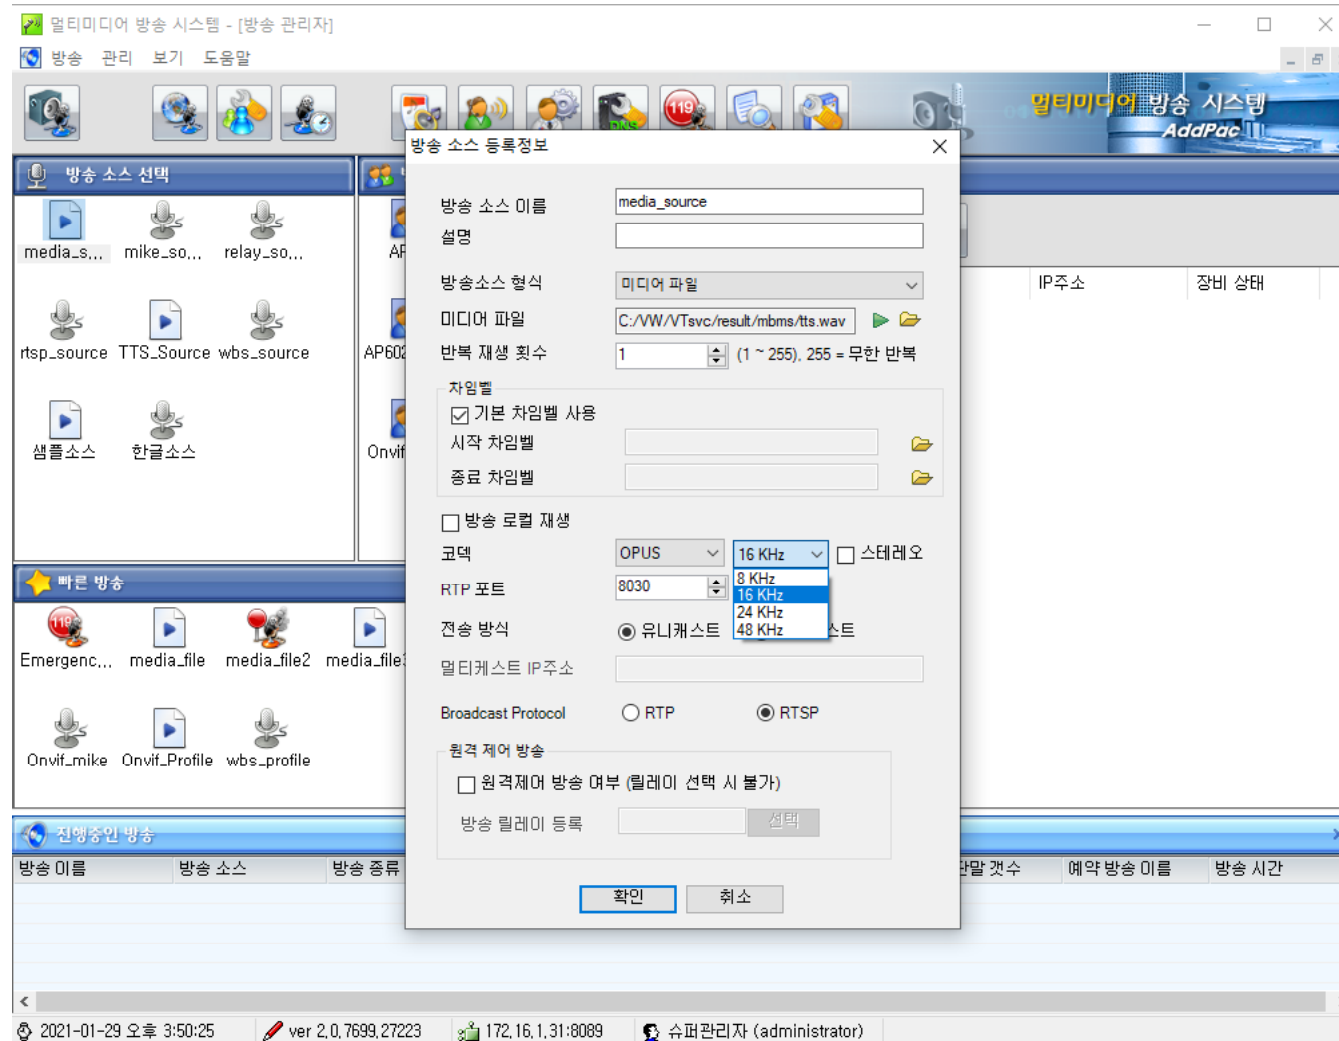 멀티미디어 방송 시스템 - [방송 관리자]
방송 관리 보기 도움말
119
멀티미디어 방송 시스템
AddPac
방송 소스 선택
media_s...
mike_so...
relay_so...
rtsp_source
TTS_Source
wbs_source
샘플소스
한글소스
AP602
Onvif
IP주소
장비 상태
방송 소스 등록정보
방송 소스 이름
media_source
설명
방송소스 형식
미디어 파일
미디어 파일
C:/VW/VTsvc/result/mbms/tts.wav
반복 재생 횟수
1
(1 ~ 255), 255 = 무한 반복
차임벨
기본 차임벨 사용
시작 차임벨
종료 차임벨
방송 로컬 재생
코덱
OPUS
16 KHz
스테레오
8 KHz
16 KHz
24 KHz
48 KHz
RTP 포트
8030
전송 방식
유니캐스트
스트
멀티케스트 IP주소
Broadcast Protocol
RTP
RTSP
원격 제어 방송
원격제어 방송 여부 (릴레이 선택 시 불가)
방송 릴레이 등록
선택
확인
취소
빠른 방송
119
Emergenc...
media_file
media_file2
media_file3
Onvif_mike
Onvif_Profile
wbs_profile
진행중인 방송
방송 이름
방송 소스
방송 종류
단말 갯수
예약 방송 이름
방송 시간
2021-01-29 오후 3:50:25
ver 2,0,7699,27223
172,16,1,31:8089
슈퍼관리자 (administrator)